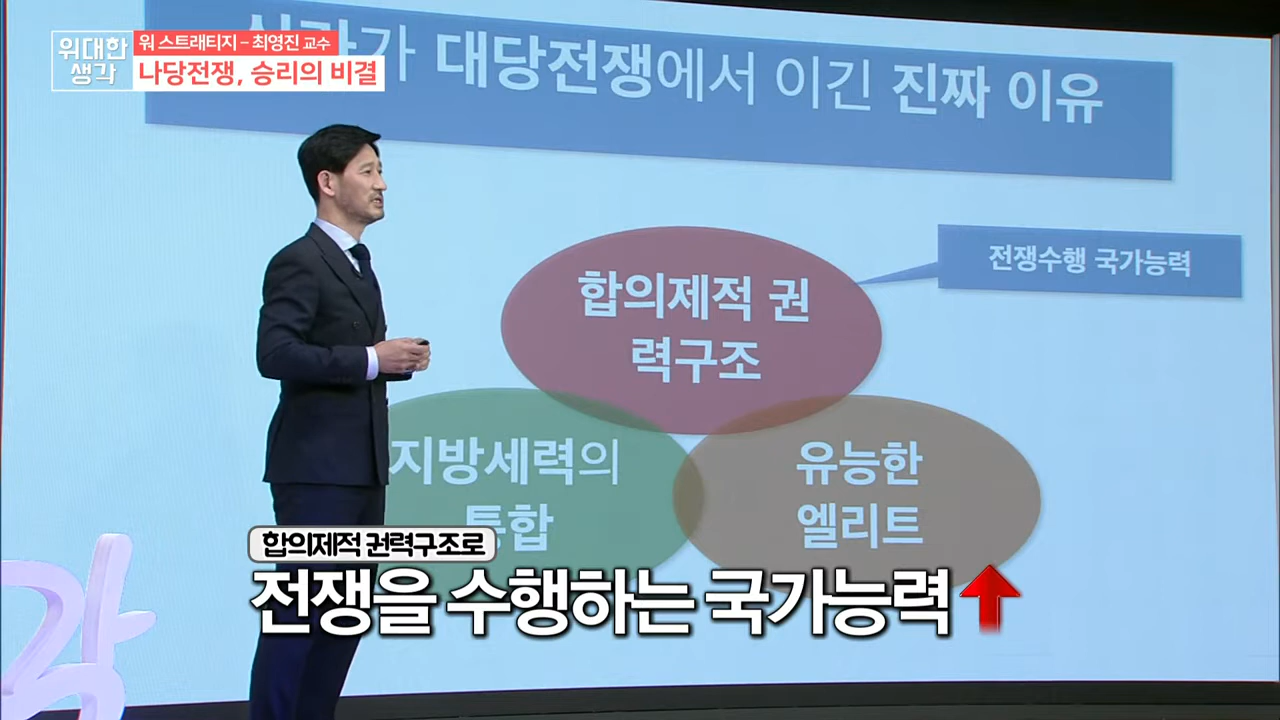 위대한
생각
워 스트래티지 – 최영진 교수
나당전쟁, 승리의 비결
대당전쟁에서 이긴 진짜 이유
전쟁수행 국가능력
합의제적 권
력구조
지방세력의
통합
유능한
엘리트
합의제적 권력구조로
전쟁을 수행하는 국가능력